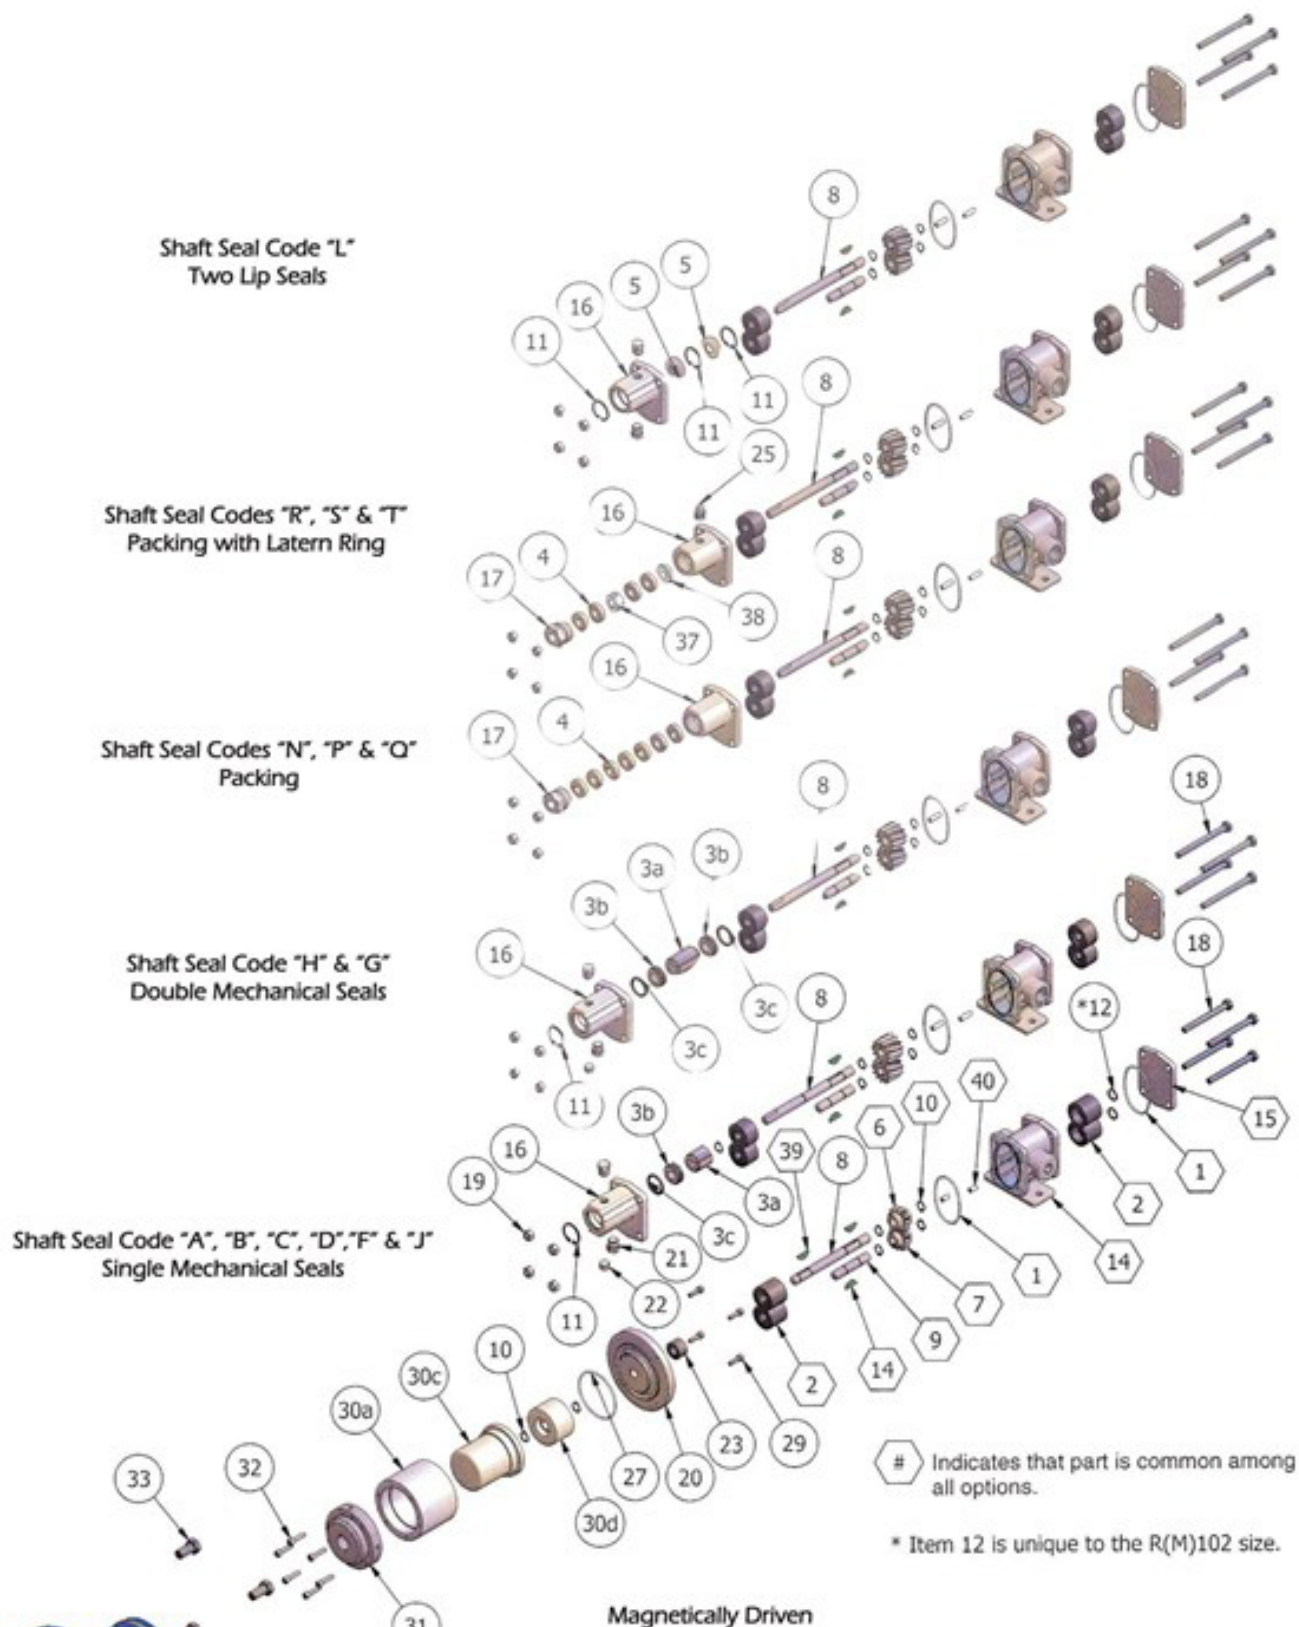 8
Shaft Seal Code "L"
Two Lip Seals
5
5
16
11
11
11
8
25
Shaft Seal Codes "R", "S" & "T"
Packing with Latern Ring
16
4
17
8
38
37
16
4
Shaft Seal Codes "N", "P" & "Q"
Packing
17
8
18
3b
3a
3b
Shaft Seal Code "H" & "G"
Double Mechanical Seals
16
3c
3c
8
18
*12
11
40
10
15
3b
6
16
39
8
1
19
2
3a
Shaft Seal Code "A", "B", "C", "D", "F" & "J"
Single Mechanical Seals
3c
21
14
1
22
7
11
9
10
14
2
30c
30a
23
29
27
20
33
32
30d
# Indicates that part is common among
all options.
* Item 12 is unique to the R(M)102 size.
31
Magnetically Driven